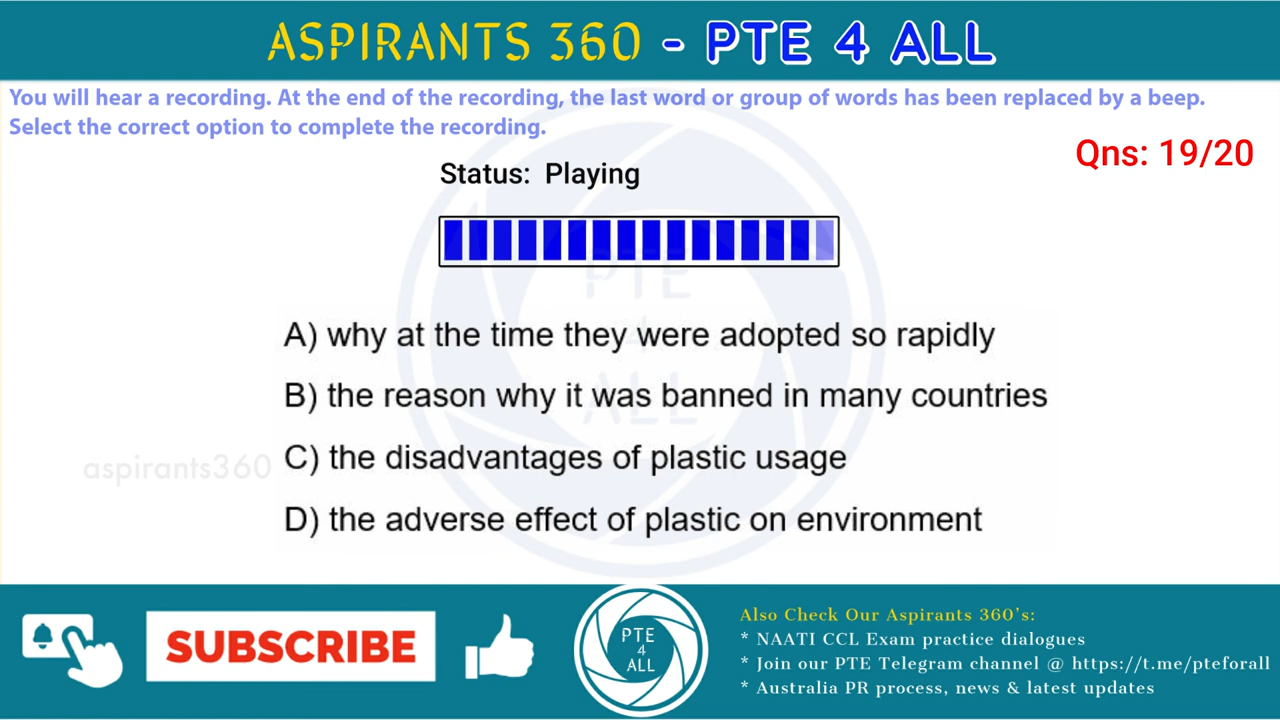 ASPIRANTS 360 - PTE 4 ALL
You will hear a recording. At the end of the recording, the last word or group of words has been replaced by a beep.
Select the correct option to complete the recording.
Qns: 19/20
Status: Playing
PTE
4
ALL
A) why at the time they were adopted so rapidly
B) the reason why it was banned in many countries
aspirants360
C) the disadvantages of plastic usage
D) the adverse effect of plastic on environment
SUBSCRIBE
PTE
4
ALL
Also Check Our Aspirants 360's:
* NAATI CCL Exam practice dialogues
* Join our PTE Telegram channel @ https://t.me/pteforall
* Australia PR process, news & latest updates